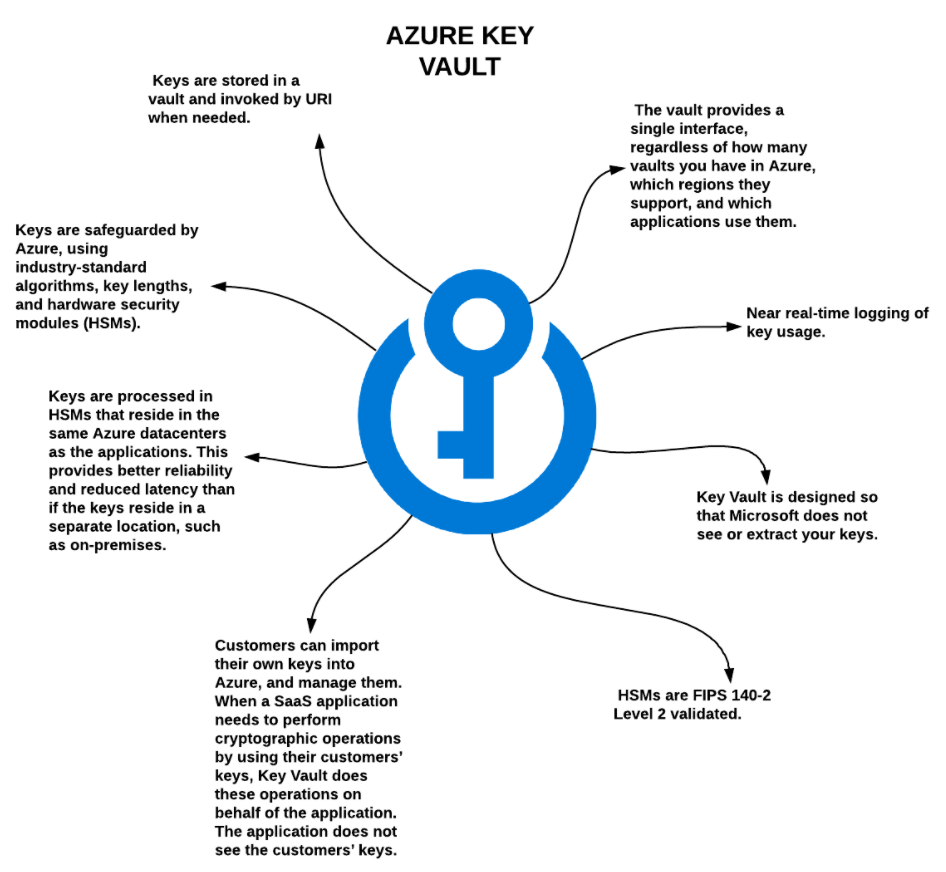 AZURE KEY
VAULT
Keys are stored in a
vault and invoked by URI
when needed.
The vault provides a
single interface,
regardless of how many
vaults you have in Azure,
which regions they
support, and which
applications use them.
Keys are safeguarded by
Azure, using
industry-standard
algorithms, key lengths,
and hardware security
modules (HSMs).
Near real-time logging of
key usage.
Keys are processed in
HSMs that reside in the
same Azure datacenters
as the applications. This
provides better reliability
and reduced latency than
if the keys reside in a
separate location, such
as on-premises.
Key Vault is designed so
that Microsoft does not
see or extract your keys.
Customers can import
their own keys into
Azure, and manage them.
When a SaaS application
needs to perform
cryptographic operations
by using their customers’
keys, Key Vault does
these operations on
behalf of the application.
The application does not
see the customers’ keys.
HSMs are FIPS 140-2
Level 2 validated.